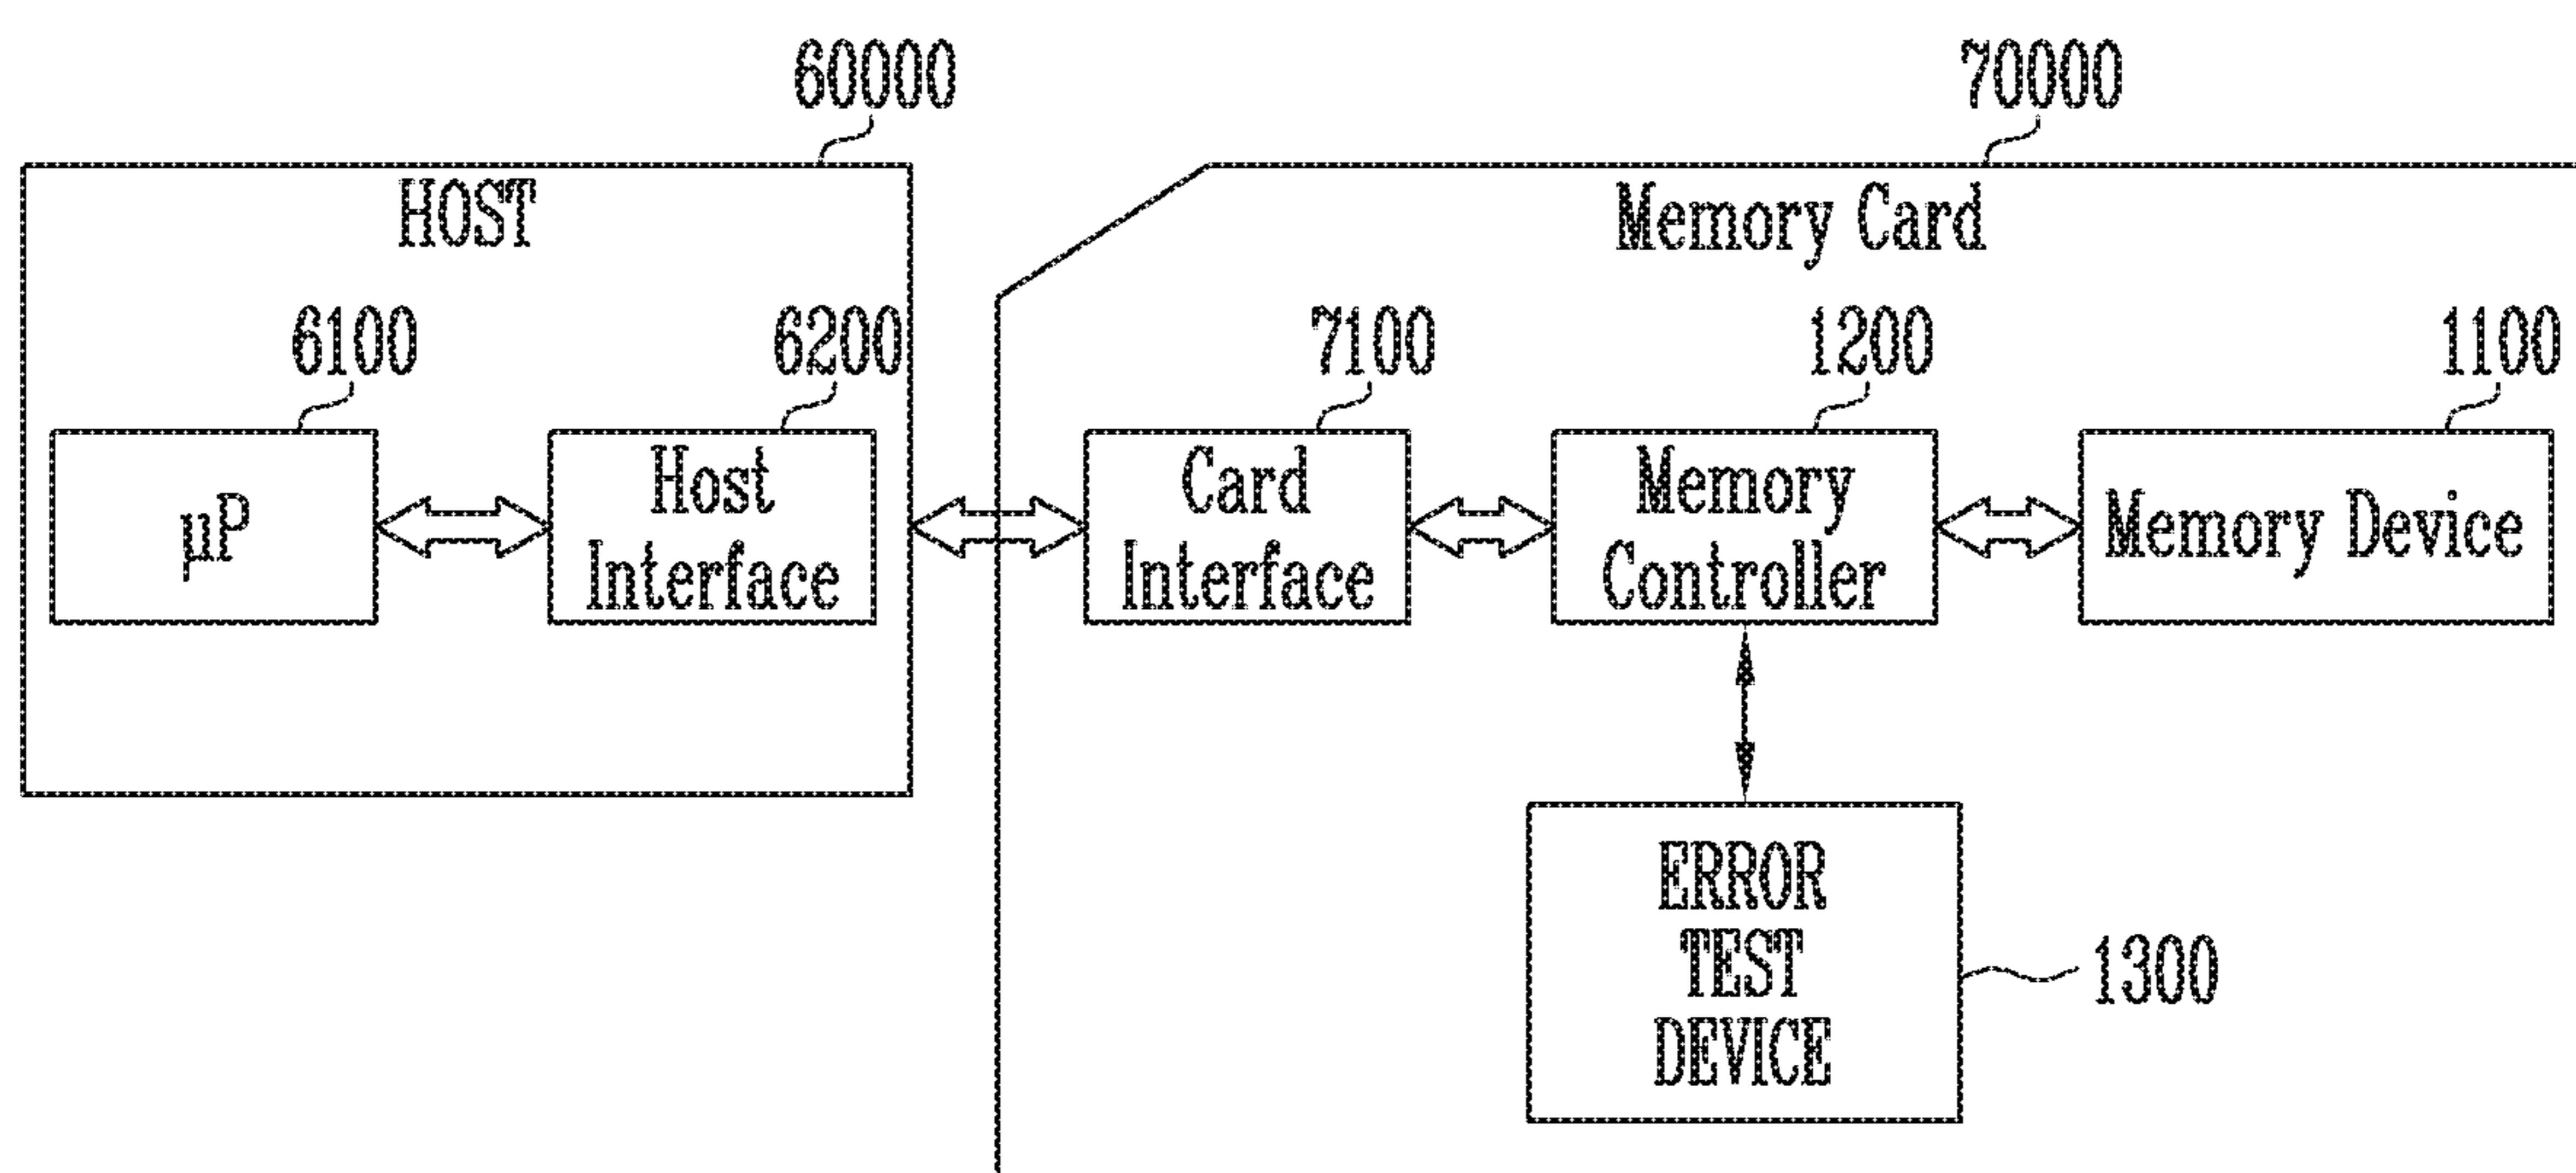 60000
70000
HOST
Memory Card
6100
6200
7100
1200
1100
µP
Host
Interface
Card
Interface
Memory
Controller
Memory Device
ERROR
TEST
DEVICE
1300